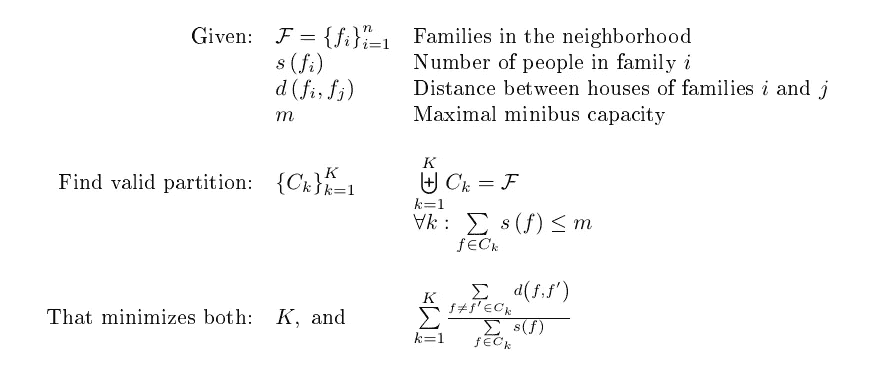 Given: $\mathcal{F} = \{f_i\}_{i=1}^{n}$ Families in the neighborhood
$s(f_i)$ Number of people in family $i$
$d(f_i, f_j)$ Distance between houses of families $i$ and $j$
$m$ Maximal minibus capacity
Find valid partition: $\{C_k\}_{k=1}^{K}$ $\biguplus_{k=1}^{K} C_k = \mathcal{F}$
$\forall k : \sum_{f \in C_k} s(f) \leq m$
That minimizes both: $K,$ and $\sum_{k=1}^{K} \frac{\sum_{f \neq f' \in C_k} d(f, f')}{\sum_{f \in C_k} s(f)}$